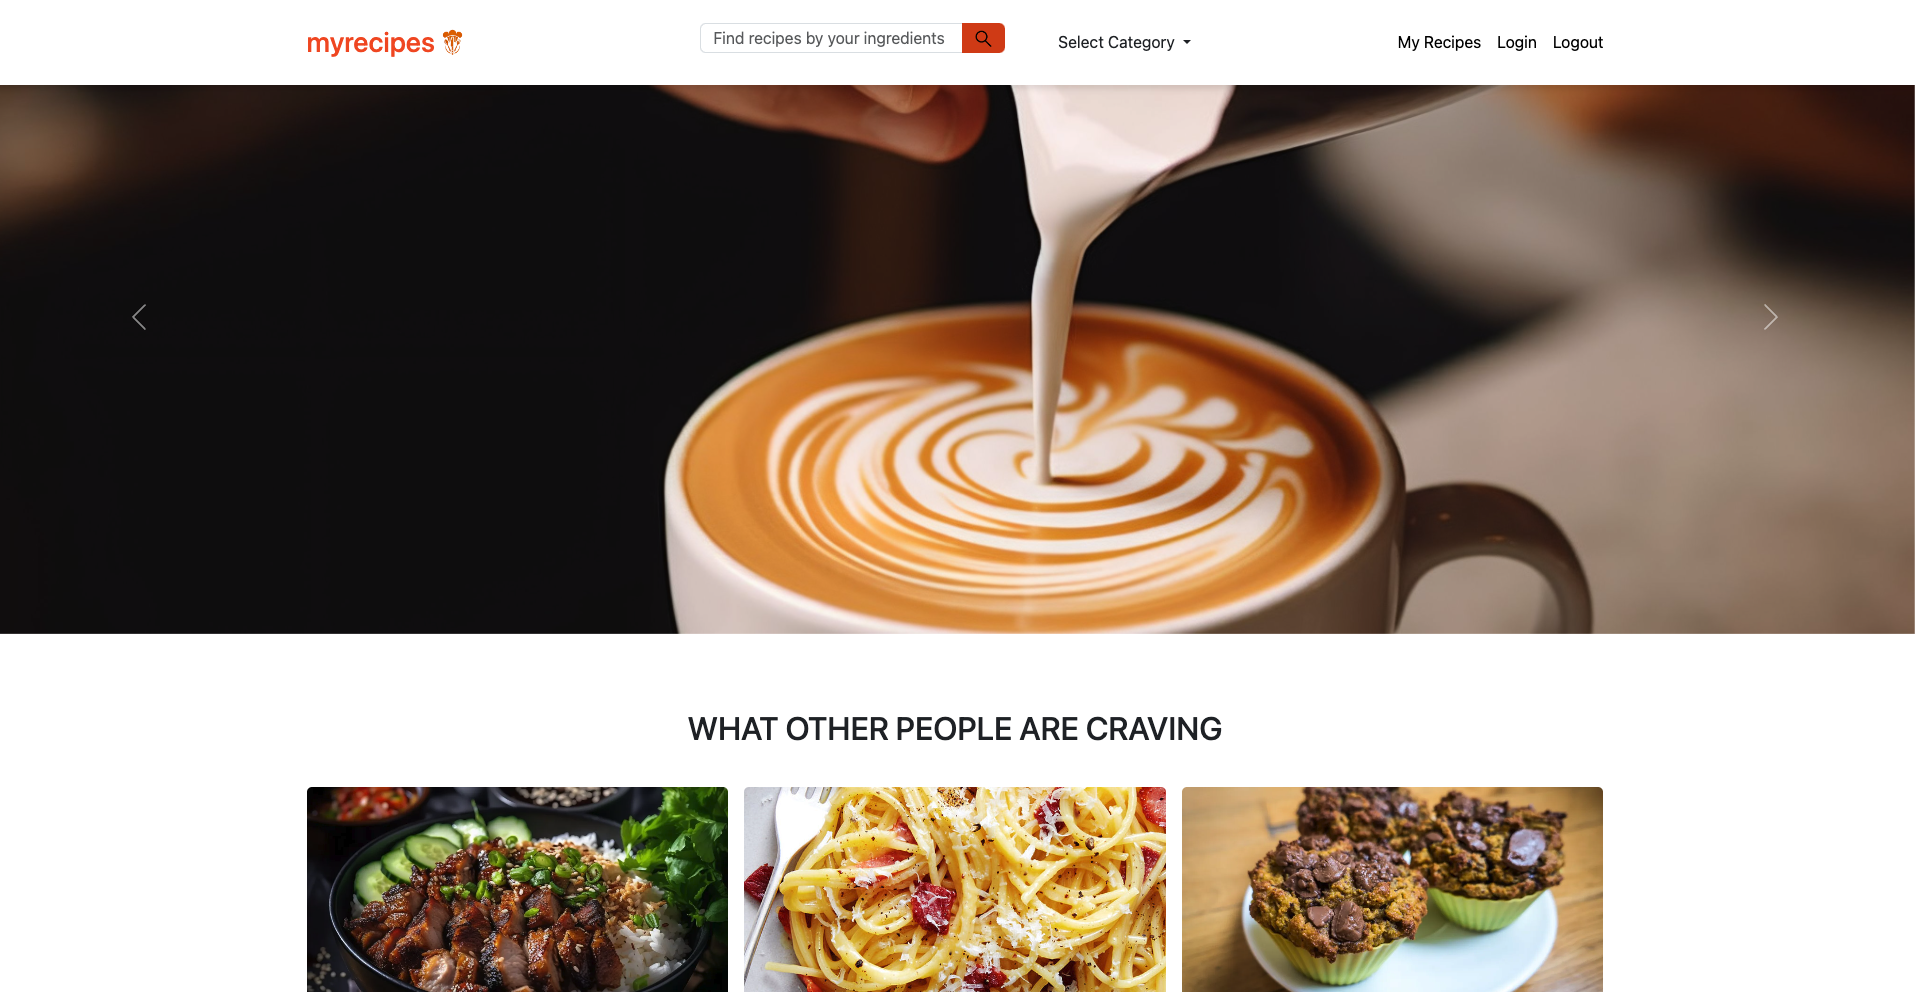 myrecipes
Find recipes by your ingredients
Select Category
My Recipes
Login
Logout
WHAT OTHER PEOPLE ARE CRAVING